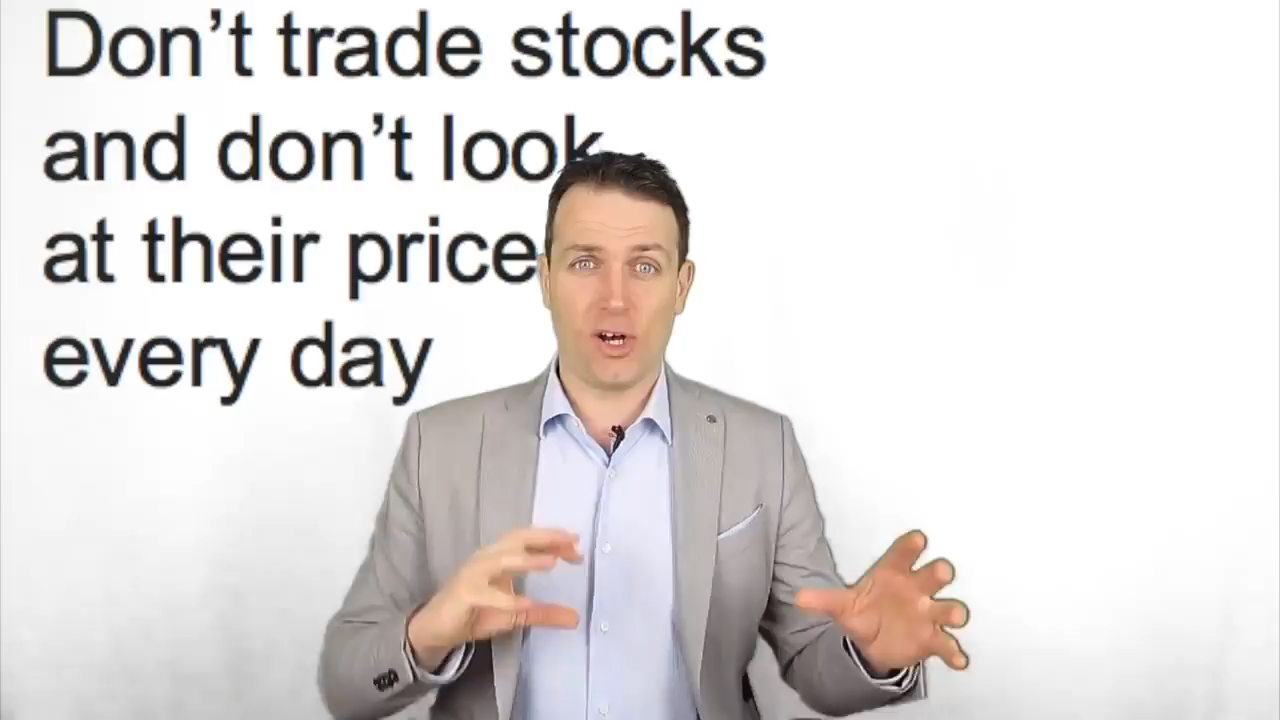 Don’t trade stocks
and don’t look
at their price
every day